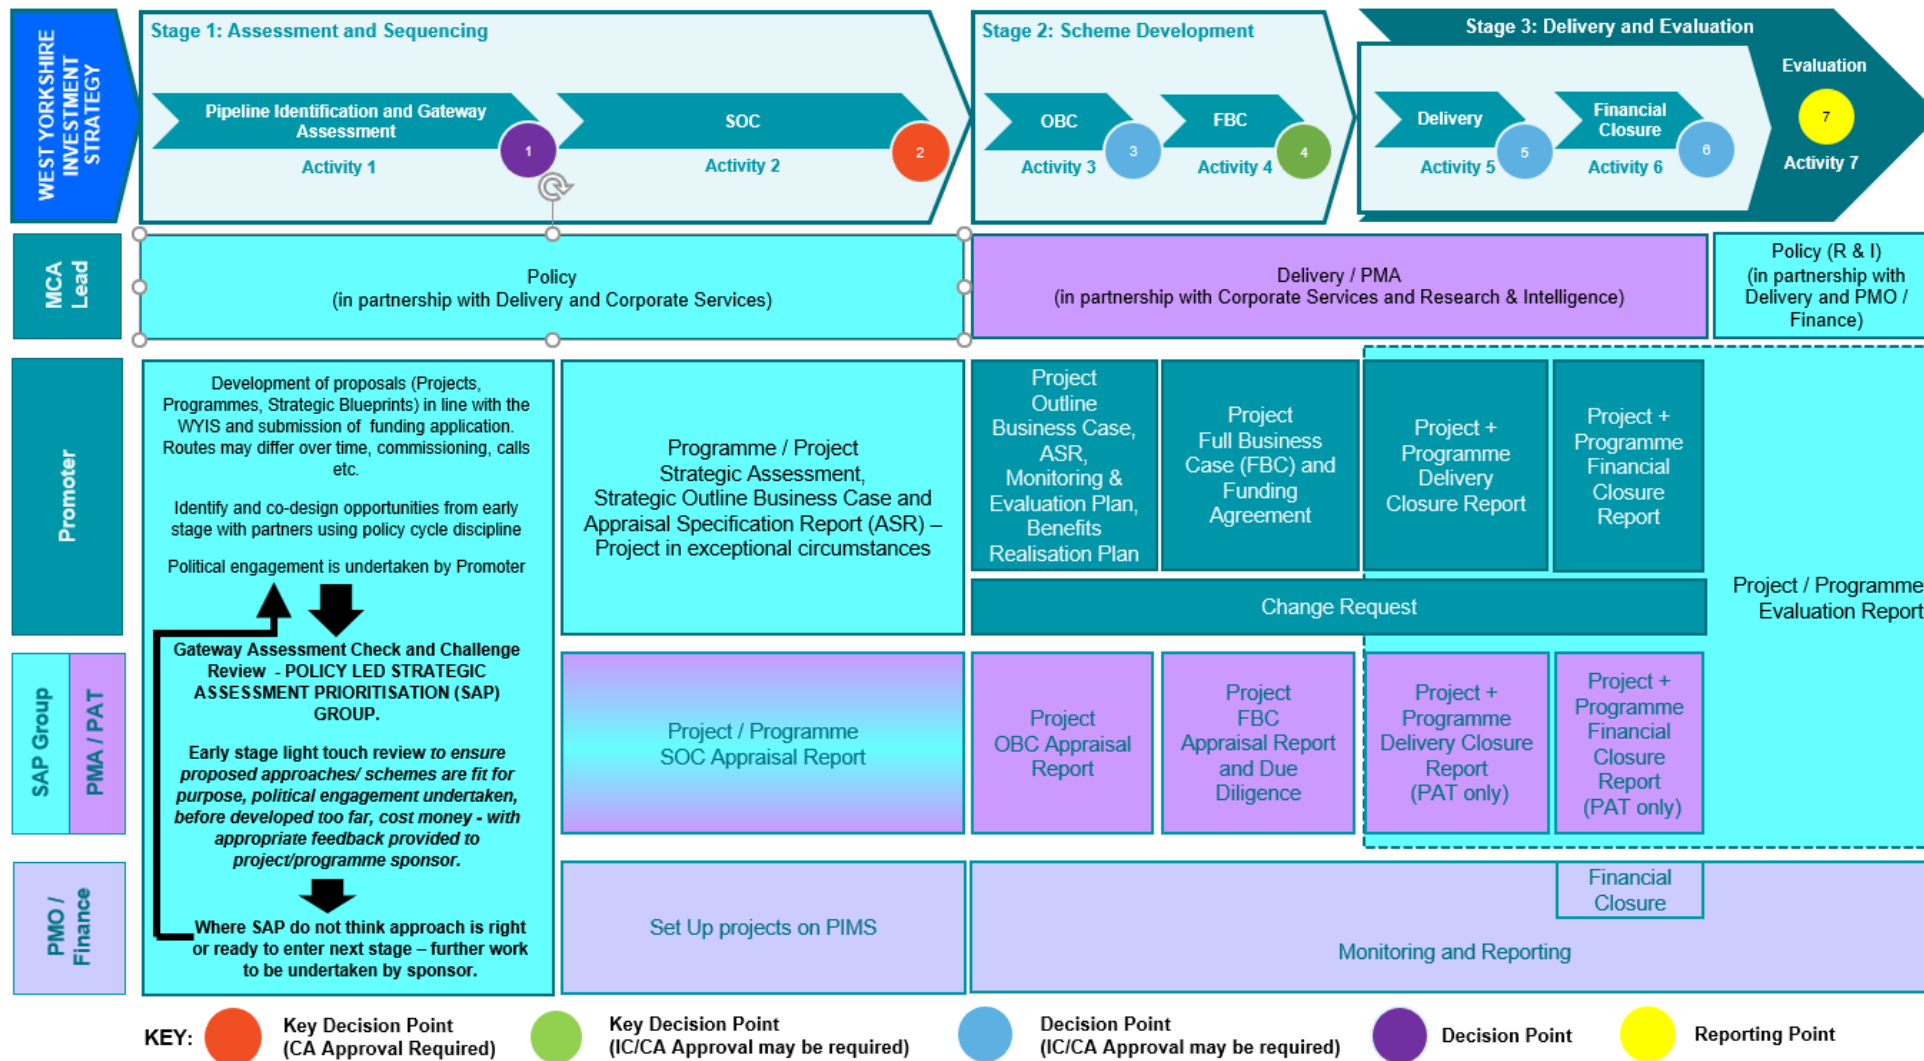 WEST YORKSHIRE
INVESTMENT
STRATEGY
Stage 1: Assessment and Sequencing
Pipeline Identification and Gateway
Assessment
1
Activity 1
SOC
2
Activity 2
Stage 2: Scheme Development
OBC
3
Activity 3
FBC
4
Activity 4
Stage 3: Delivery and Evaluation
Delivery
5
Activity 5
Financial
Closure
6
Activity 6
Evaluation
7
Activity 7
MCA
Lead
Policy
(in partnership with Delivery and Corporate Services)
Delivery / PMA
(in partnership with Corporate Services and Research & Intelligence)
Policy (R & I)
(in partnership with
Delivery and PMO /
Finance)
Promoter
Development of proposals (Projects,
Programmes, Strategic Blueprints) in line with the
WYIS and submission of funding application.
Routes may differ over time, commissioning, calls
etc.
Identify and co-design opportunities from early
stage with partners using policy cycle discipline
Political engagement is undertaken by Promoter
Gateway Assessment Check and Challenge
Review - POLICY LED STRATEGIC
ASSESSMENT PRIORITISATION (SAP)
GROUP.
Early stage light touch review to ensure
proposed approaches/ schemes are fit for
purpose, political engagement undertaken,
before developed too far, cost money - with
appropriate feedback provided to
project/programme sponsor.
Where SAP do not think approach is right
or ready to enter next stage – further work
to be undertaken by sponsor.
Programme / Project
Strategic Assessment,
Strategic Outline Business Case and
Appraisal Specification Report (ASR) –
Project in exceptional circumstances
Project
Outline
Business Case,
ASR,
Monitoring &
Evaluation Plan,
Benefits
Realisation Plan
Project
Full Business
Case (FBC) and
Funding
Agreement
Project +
Programme
Delivery
Closure Report
Project +
Programme
Financial
Closure
Report
Change Request
Project / Programme
Evaluation Report
SAP Group
PMA / PAT
Project / Programme
SOC Appraisal Report
Project
OBC Appraisal
Report
Project
FBC
Appraisal Report
and Due
Diligence
Project +
Programme
Delivery Closure
Report
(PAT only)
Project +
Programme
Financial
Closure
Report
(PAT only)
PMO /
Finance
Set Up projects on PIMS
Financial
Closure
Monitoring and Reporting
KEY:
Key Decision Point
(CA Approval Required)
Key Decision Point
(IC/CA Approval may be required)
Decision Point
(IC/CA Approval may be required)
Decision Point
Reporting Point